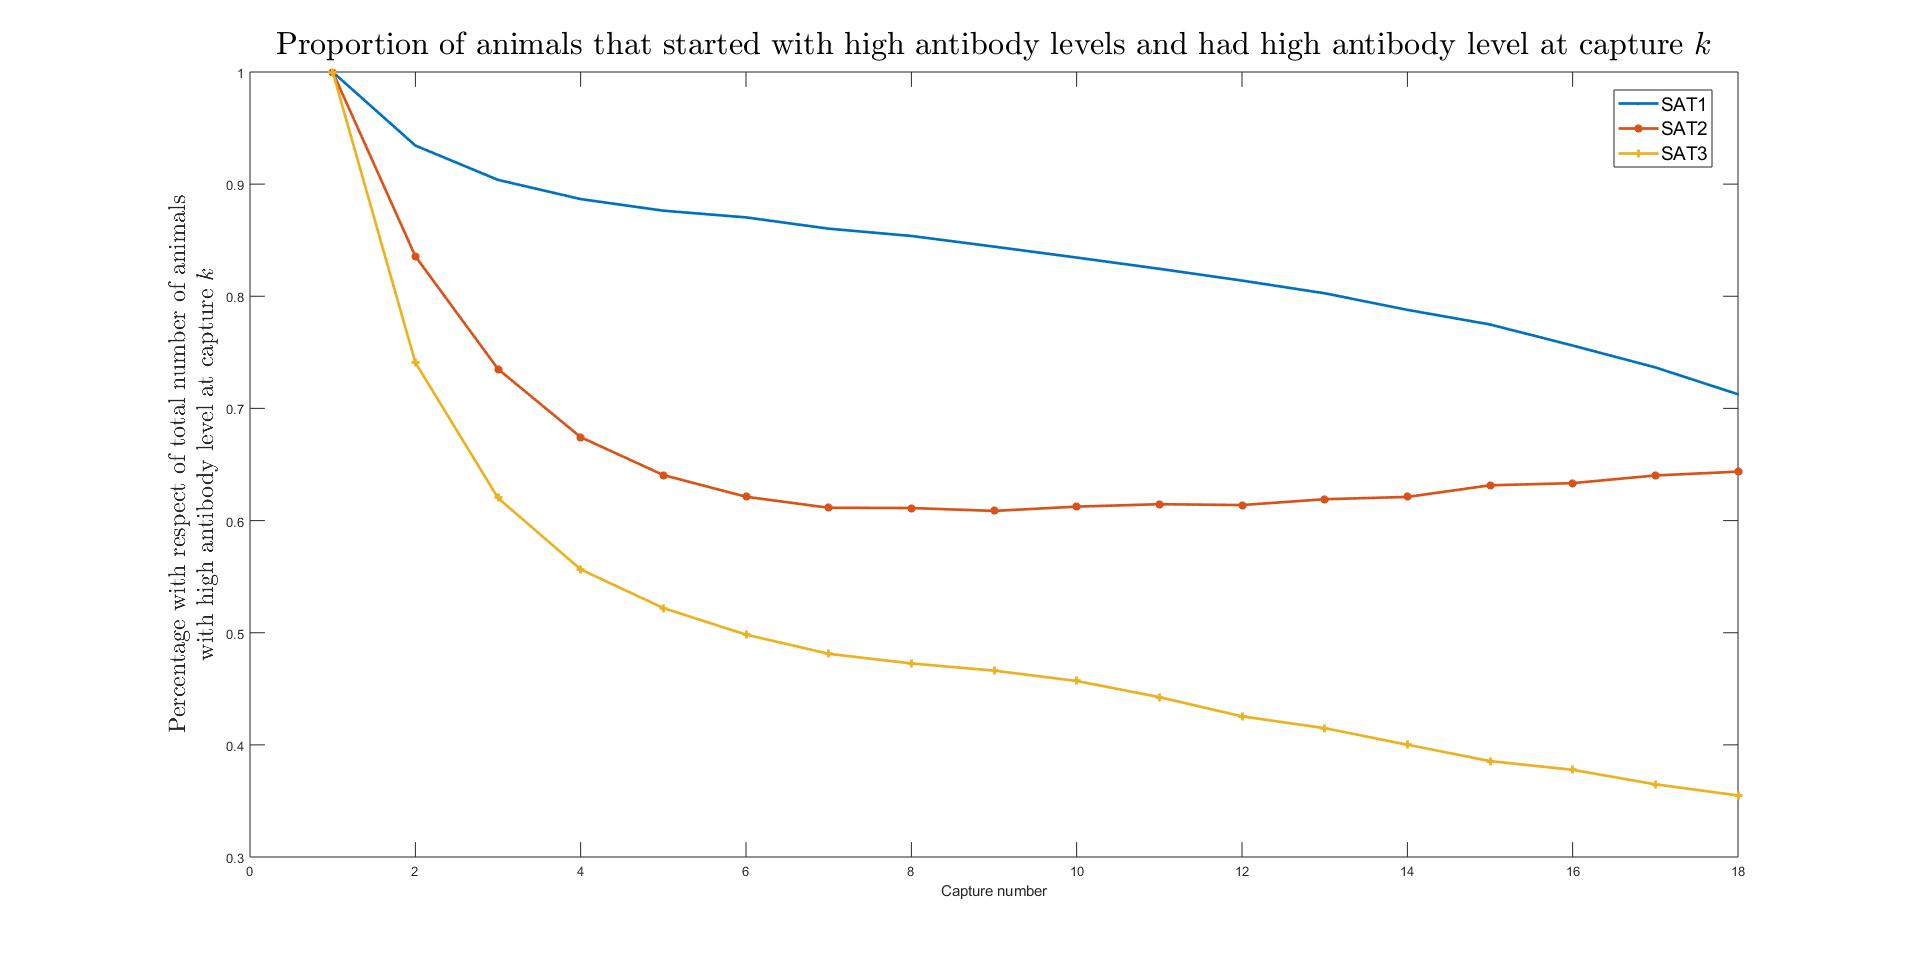 Proportion of animals that started with high antibody levels and had high antibody level at capture k
Percentage with respect of total number of animals
with high antibody level at capture k
1
0.9
0.8
0.7
0.6
0.5
0.4
0.3
SAT1
SAT2
SAT3
0 2 4 6 8 10 12 14 16 18
Capture number